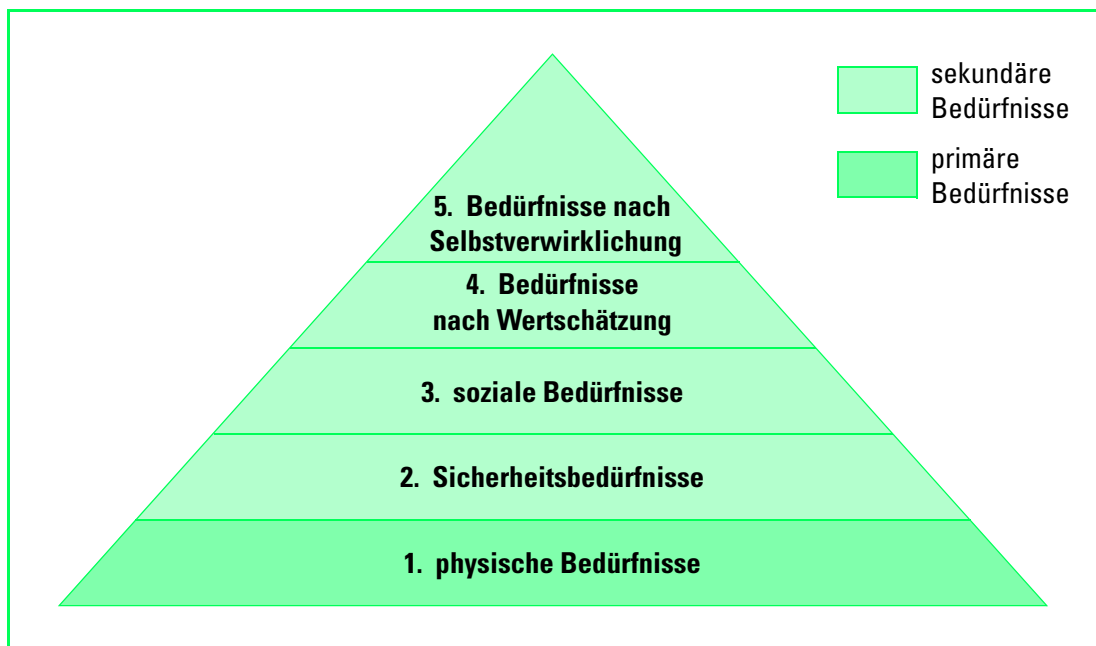 sekundäre
Bedürfnisse
primäre
Bedürfnisse
5. Bedürfnisse nach
Selbstverwirklichung
4. Bedürfnisse
nach Wertschätzung
3. soziale Bedürfnisse
2. Sicherheitsbedürfnisse
1. physische Bedürfnisse